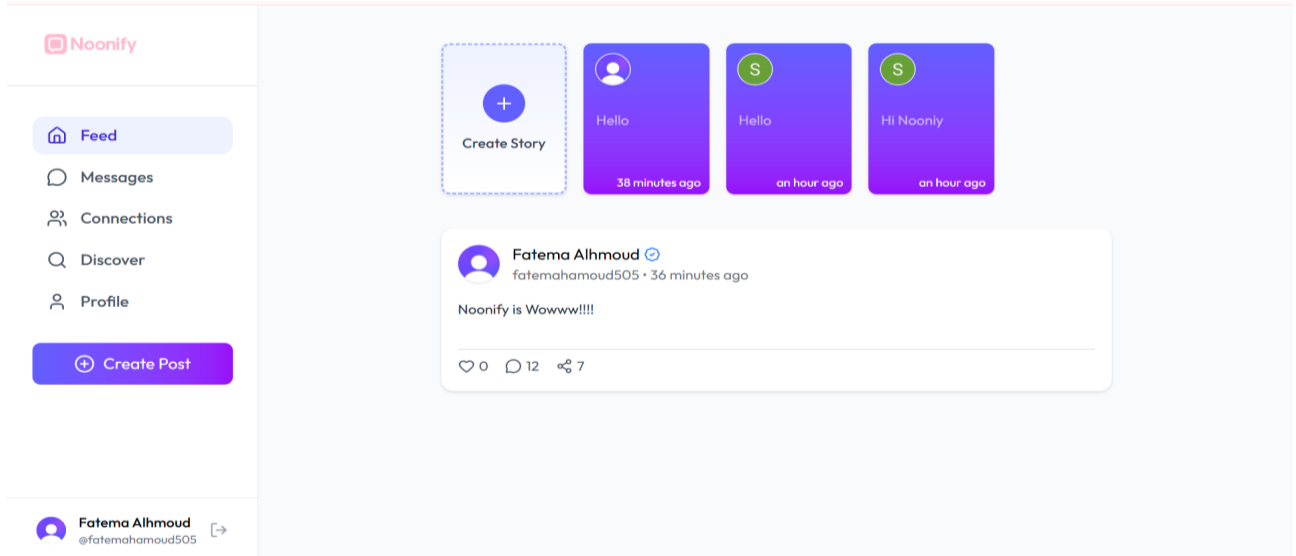 Noonify
Feed
Messages
Connections
Discover
Profile
Create Post
Fatema Alhmoud
@fatemahamoud505
Create Story
Hello
38 minutes ago
S
Hello
an hour ago
S
Hi Nooniy
an hour ago
Fatema Alhmoud
fatemahamoud505 • 36 minutes ago
Noonify is Wowww!!!!
0 12 7